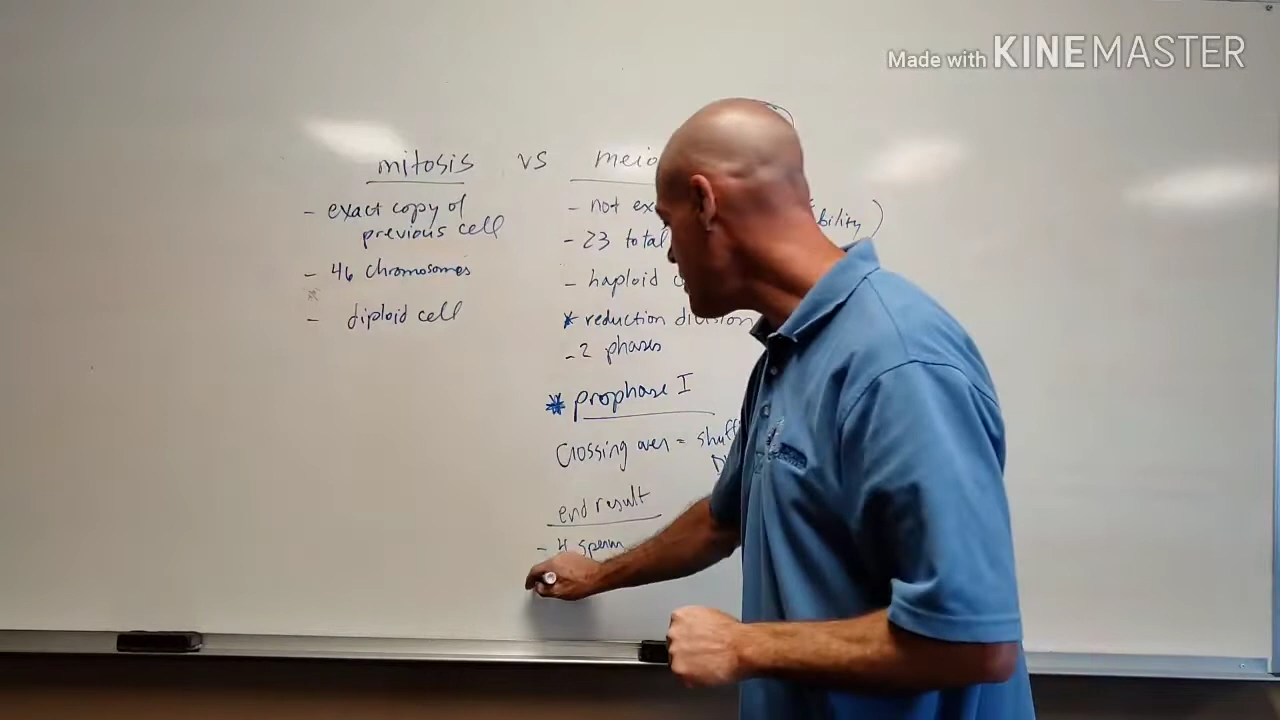 Made with KINEMASTER
mitosis vs meio
- exact copy of
previous cell
- 46 chromosomes
- diploid cell
- not ex bility)
- 23 total
- haploid c
* reduction division
- 2 phases
* prophase I
Crossing over = shuff
D
end result
- 4 sperm